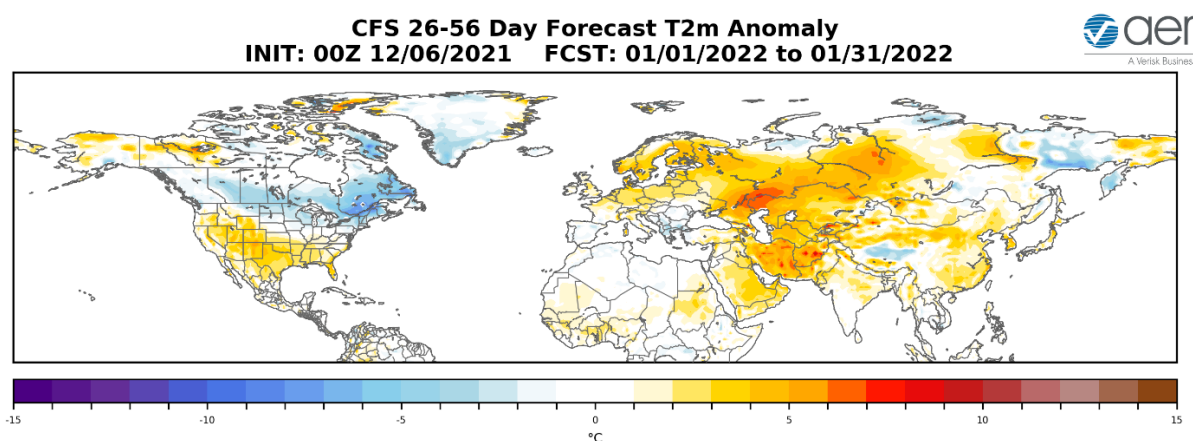 CFS 26-56 Day Forecast T2m Anomaly
INIT: 00Z 12/06/2021 FCST: 01/01/2022 to 01/31/2022
aer
A Verisk Business
-15 -10 -5 0 5 10 15
°C